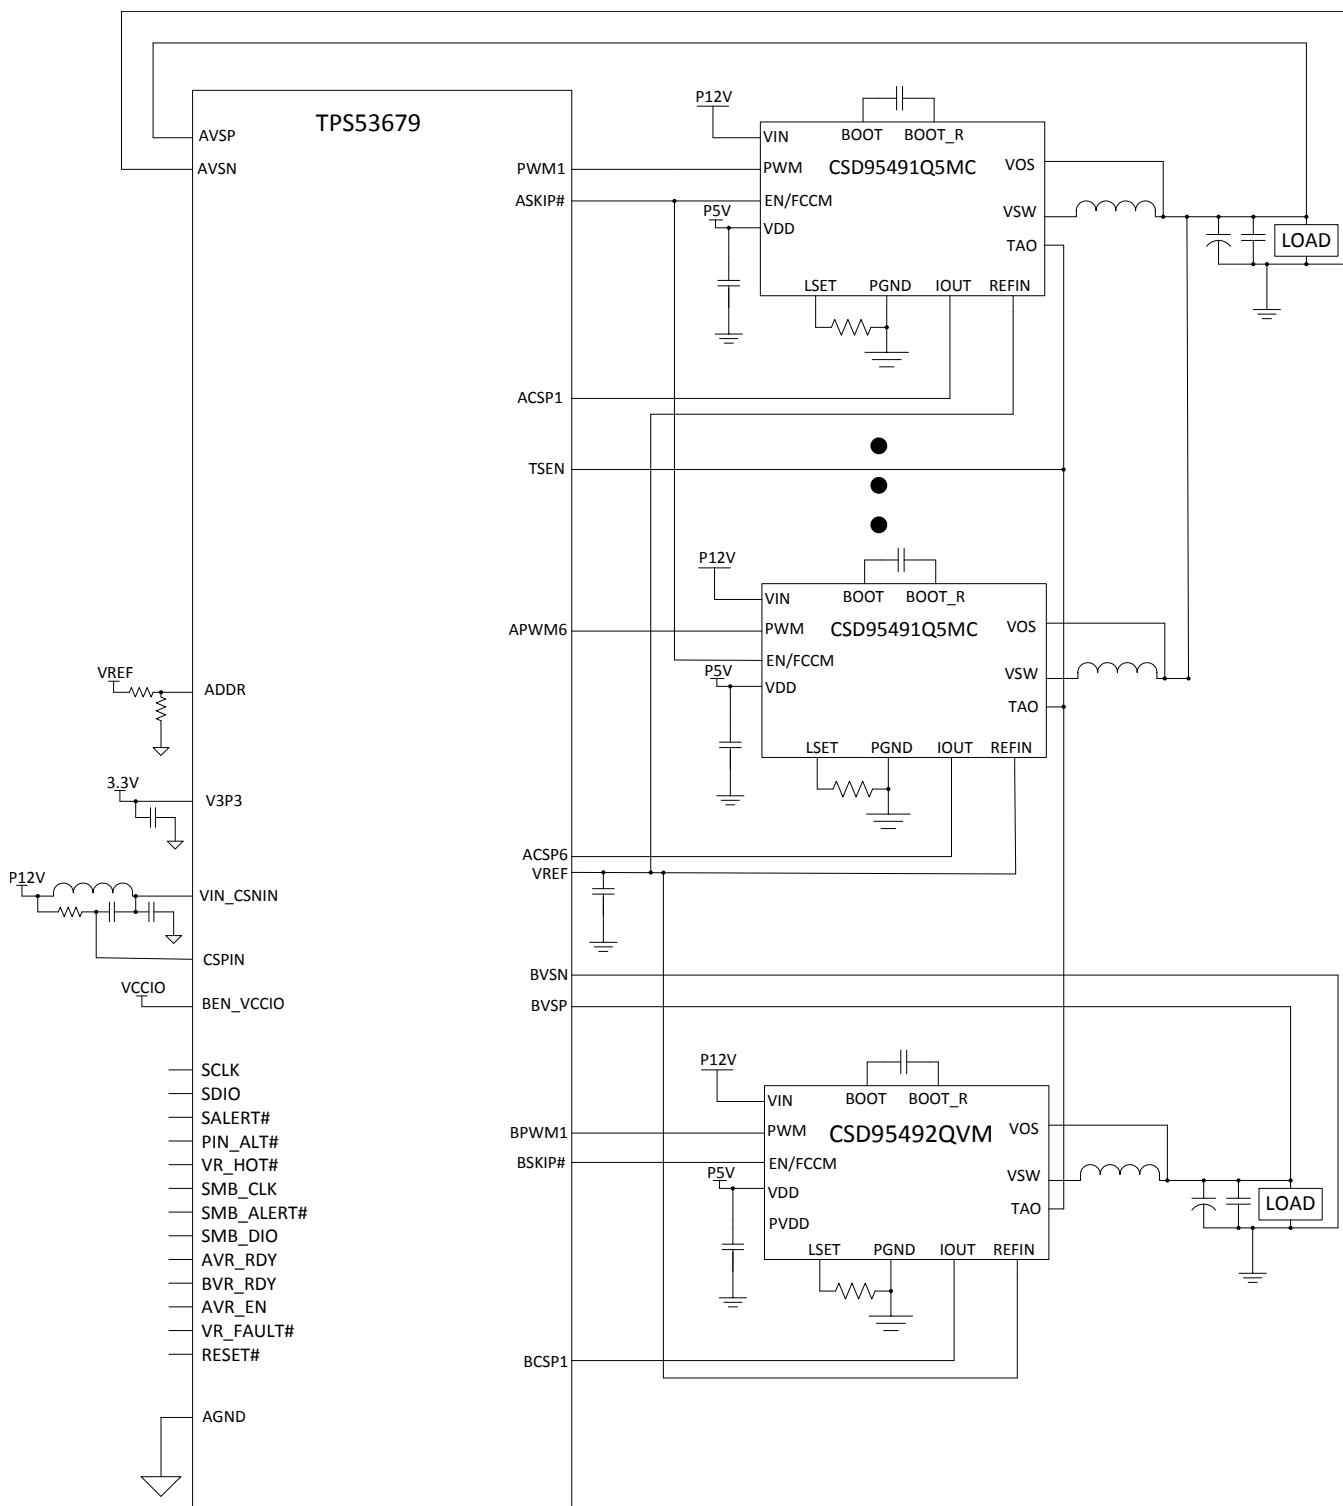 TPS53679
AVSP
AVSN
PWM1
ASKIP#
ACSP1
TSEN
APWM6
VREF
ADDR
3.3V
V3P3
ACSP6
VREF
P12V
VIN_CSNIN
CSPIN
VCCIO
BEN_VCCIO
BVSN
BVSP
SCLK
SDIO
SALERT#
PIN_ALT#
VR_HOT#
SMB_CLK
SMB_ALERT#
SMB_DIO
AVR_RDY
BVR_RDY
AVR_EN
VR_FAULT#
RESET#
BPWM1
BSKIP#
BCSP1
AGND
P12V
VIN
BOOT
BOOT_R
PWM
CSD95491Q5MC
VOS
EN/FCCM
P5V
VDD
VSW
TAO
LSET
PGND
IOUT
REFIN
LOAD
P12V
VIN
BOOT
BOOT_R
PWM
CSD95491Q5MC
VOS
EN/FCCM
P5V
VDD
VSW
TAO
LSET
PGND
IOUT
REFIN
P12V
VIN
BOOT
BOOT_R
PWM
CSD95492QVM
VOS
EN/FCCM
P5V
VDD
VSW
PVDD
TAO
LSET
PGND
IOUT
REFIN
LOAD